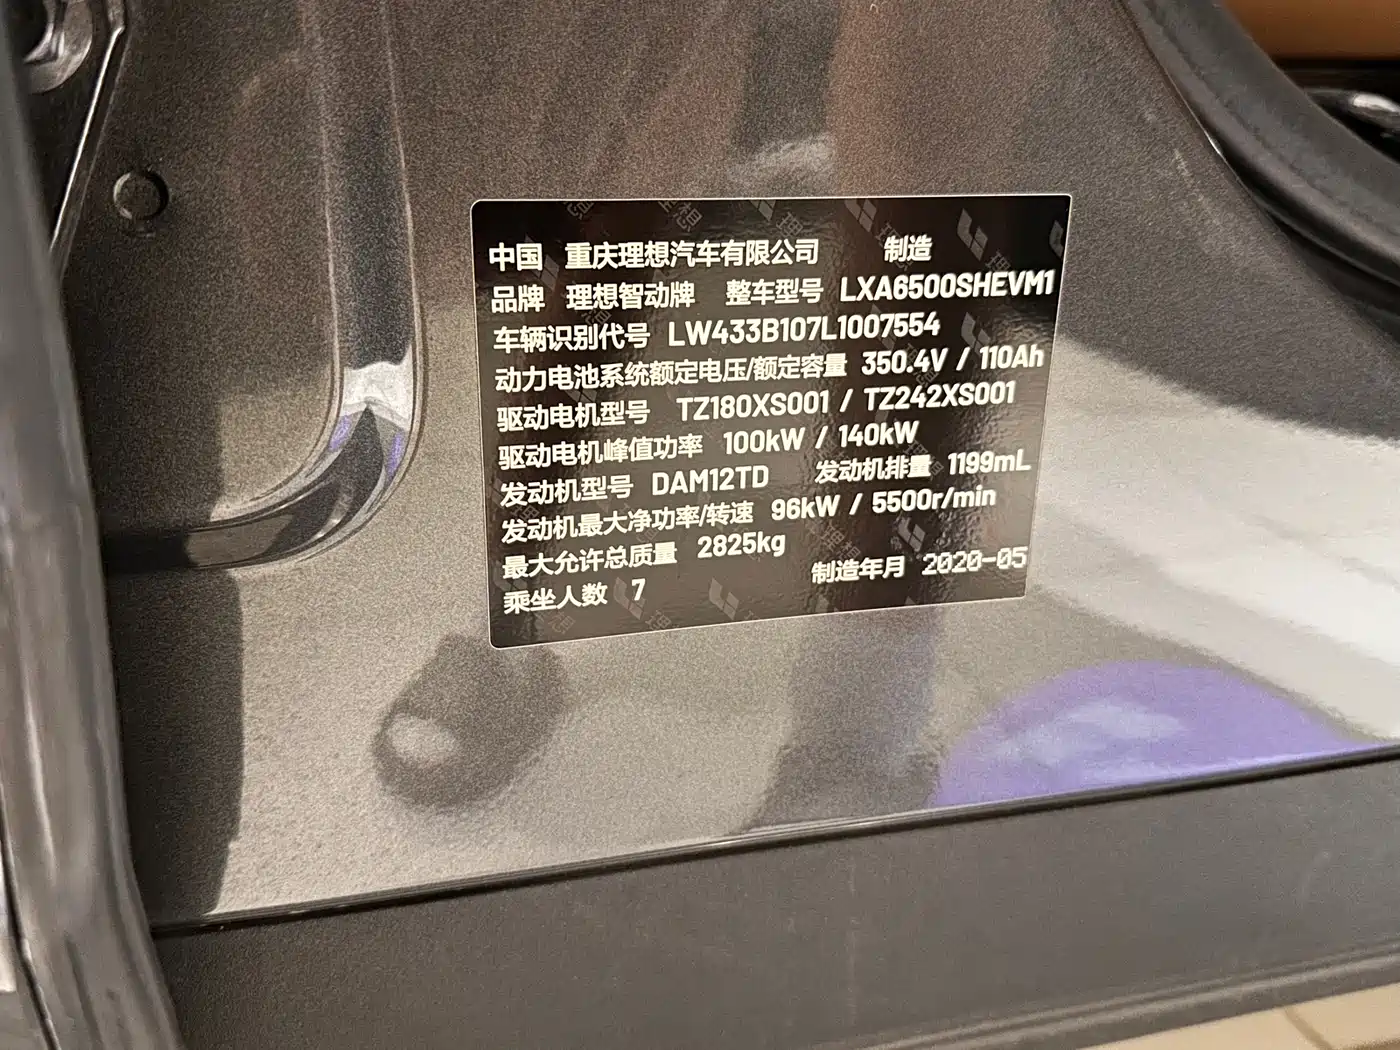 中国 重庆理想汽车有限公司 制造
品牌 理想智动牌 整车型号 LXA6500SHEVM1
车辆识别代号 LW433B107L1007554
动力电池系统额定电压/额定容量 350.4V / 110Ah
驱动电机型号 TZ180XS001 / TZ242XS001
驱动电机峰值功率 100kW / 140kW
发动机型号 DAM12TD 发动机排量 1199mL
发动机最大净功率/转速 96kW / 5500r/min
最大允许总质量 2825kg
乘坐人数 7 制造年月 2020-05